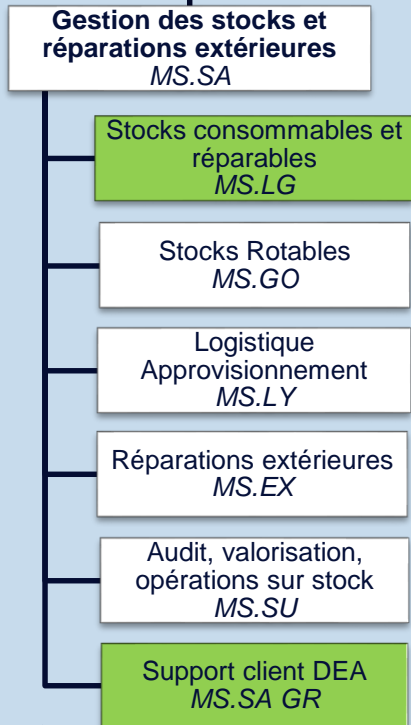 Gestion des stocks et
réparations extérieures
MS.SA
Stocks consommables et
réparables
MS.LG
Stocks Rotables
MS.GO
Logistique
Approvisionnement
MS.LY
Réparations extérieures
MS.EX
Audit, valorisation,
opérations sur stock
MS.SU
Support client DEA
MS.SA GR